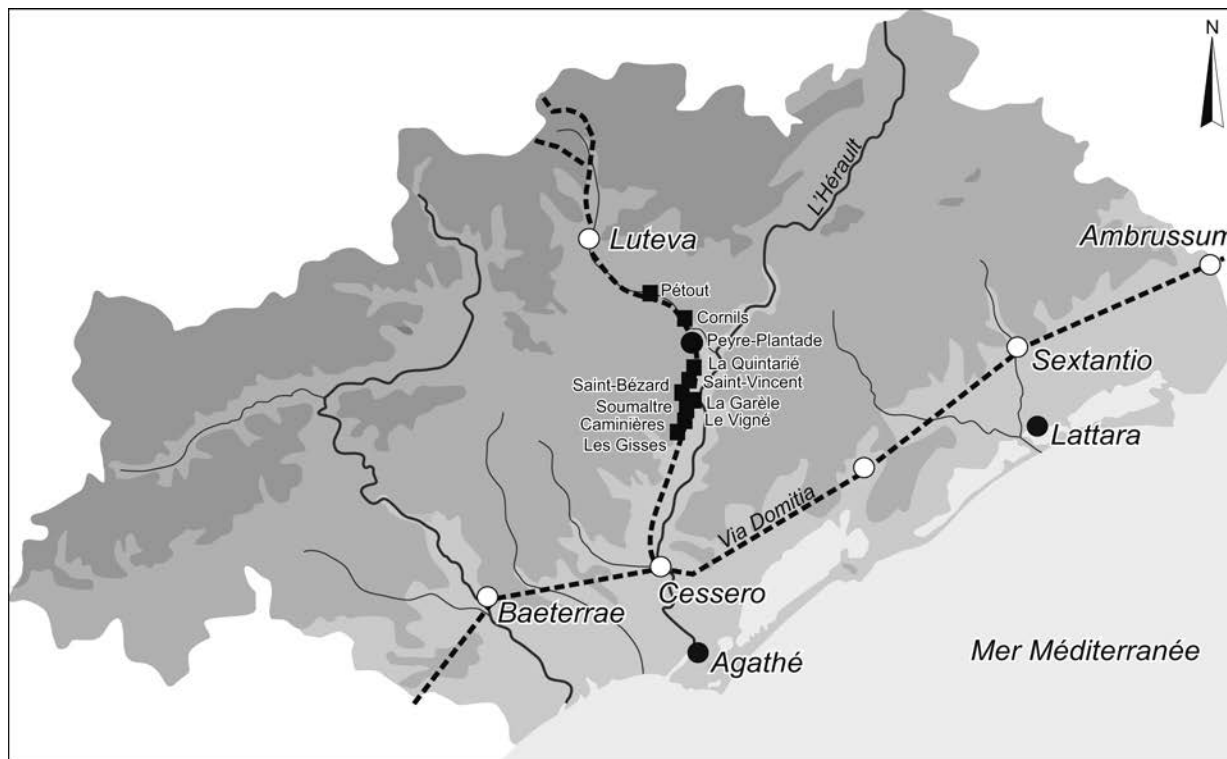 N
L'Hérault
Luteva
Ambrussum
Pétout
Cornils
Peyre-Plantade
La Quintarié
Sextantio
Saint-Bézard
Saint-Vincent
Soumaltre
La Garèle
Caminières
Le Vigné
Les Gisses
Lattara
Via Domitia
Cessero
Baeterrae
Agathé
Mer Méditerranée